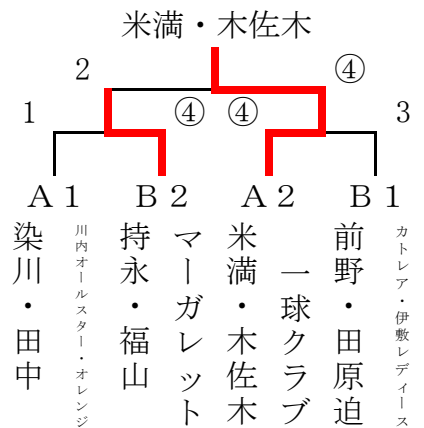 米満・木佐木
2
④
1
④
④
3
A1
B2
A2
B1
染川・田中
川内オールスター・オレンジ
持永・福山
マーガレット
米満・木佐木
一球クラブ
前野・田原迫
カトレア・伊敷レディース